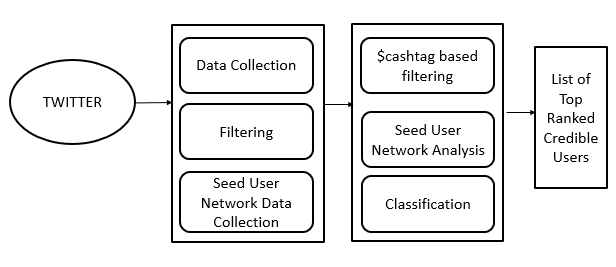 TWITTER
Data Collection
Filtering
Seed User
Network Data
Collection
$cashtag based
filtering
Seed User
Network Analysis
Classification
List of
Top
Ranked
Credible
Users